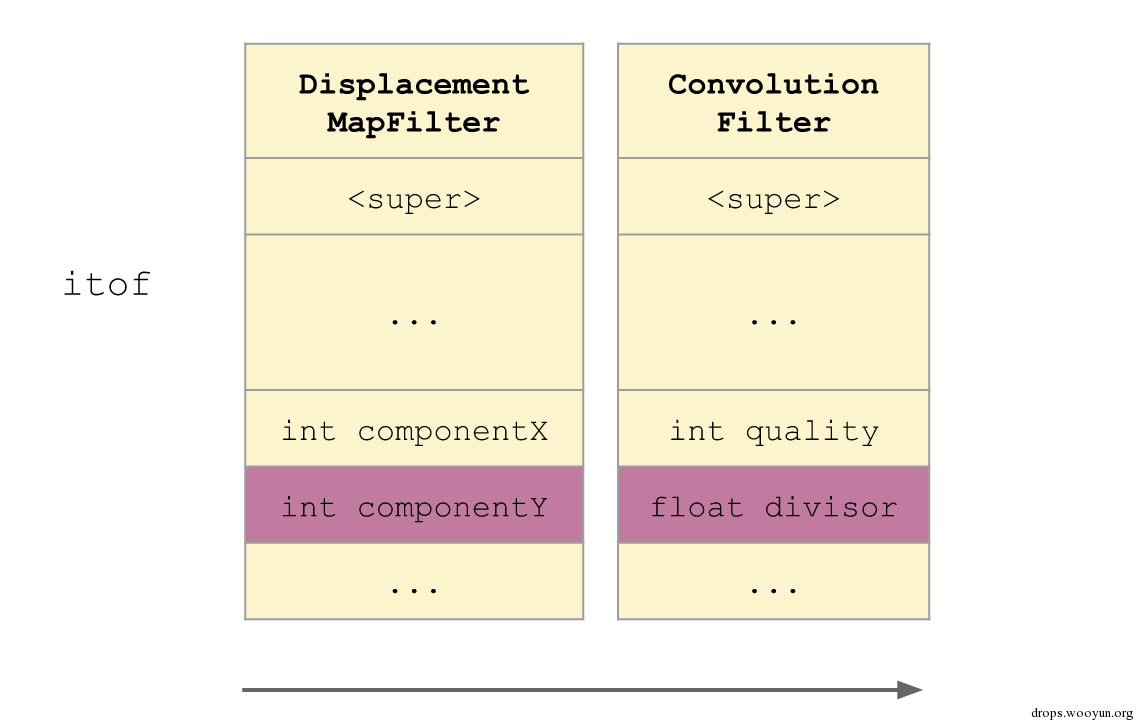 Displacement
MapFilter
<super>
...
int componentX
int componentY
...
Convolution
Filter
<super>
...
int quality
float divisor
...
itof
drops.wooyun.org